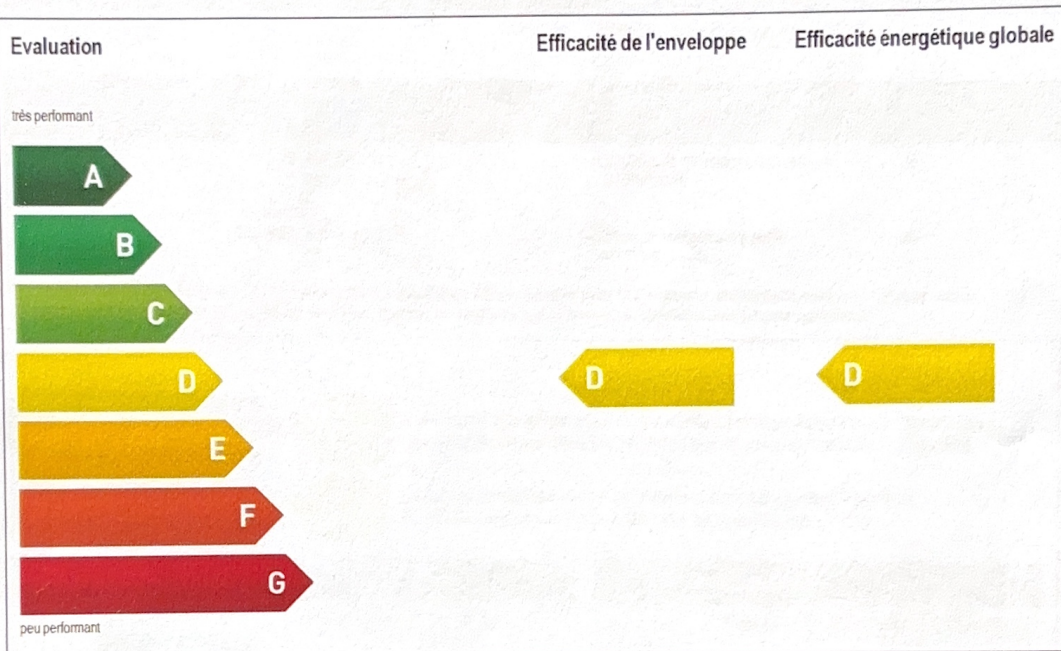 Evaluation
Efficacité de l'enveloppe
Efficacité énergétique globale
très performant
A
B
C
D
D
D
E
F
G
peu performant